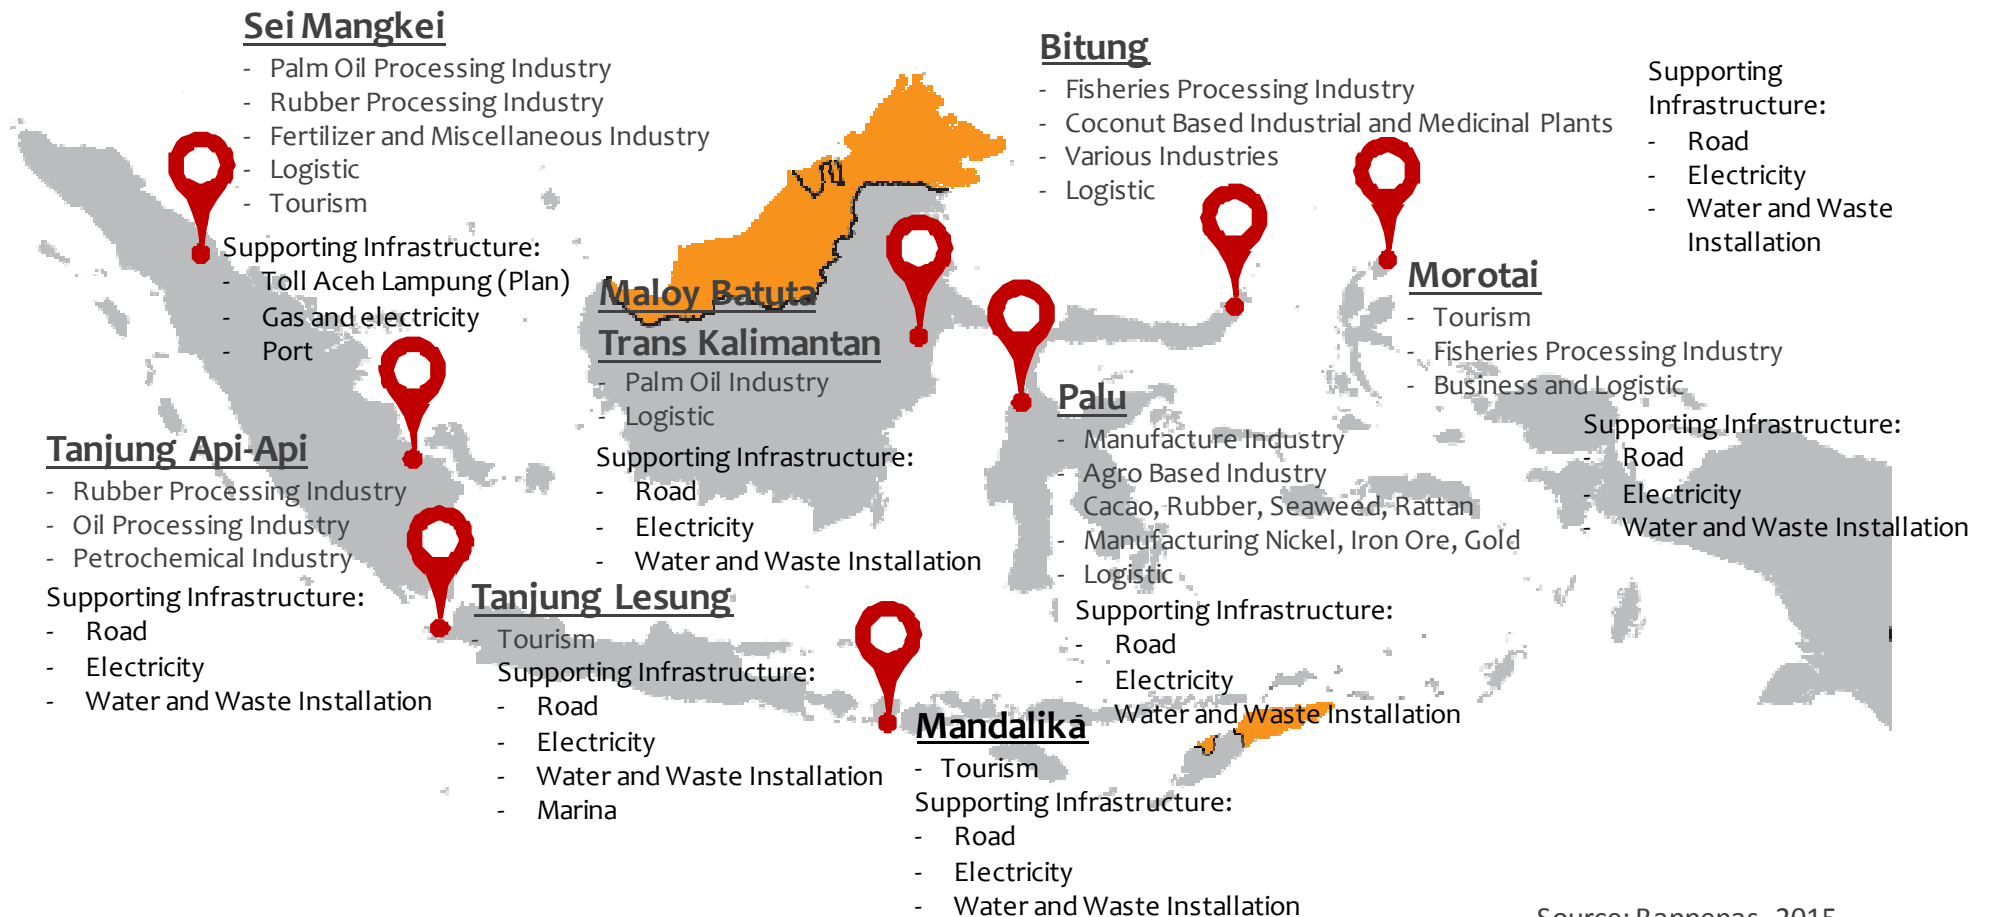 Sei Mangkei
- Palm Oil Processing Industry
- Rubber Processing Industry
- Fertilizer and Miscellaneous Industry
- Logistic
- Tourism
Supporting Infrastructure:
- Toll Aceh Lampung (Plan)
- Gas and electricity
- Port
Bitung
- Fisheries Processing Industry
- Coconut Based Industrial and Medicinal Plants
- Various Industries
- Logistic
Supporting
Infrastructure:
- Road
- Electricity
- Water and Waste
Installation
Maloy Batuta
Trans Kalimantan
- Palm Oil Industry
- Logistic
Supporting Infrastructure:
- Road
- Electricity
- Water and Waste Installation
Morotai
- Tourism
- Fisheries Processing Industry
- Business and Logistic
Supporting Infrastructure:
- Road
- Electricity
- Water and Waste Installation
Palu
- Manufacture Industry
- Agro Based Industry
Cacao, Rubber, Seaweed, Rattan
- Manufacturing Nickel, Iron Ore, Gold
- Logistic
Supporting Infrastructure:
- Road
- Electricity
- Water and Waste Installation
Tanjung Api-Api
- Rubber Processing Industry
- Oil Processing Industry
- Petrochemical Industry
Supporting Infrastructure:
- Road
- Electricity
- Water and Waste Installation
Tanjung Lesung
- Tourism
Supporting Infrastructure:
- Road
- Electricity
- Water and Waste Installation
- Marina
Mandalika
- Tourism
Supporting Infrastructure:
- Road
- Electricity
- Water and Waste Installation
Source: Bappenas, 2015